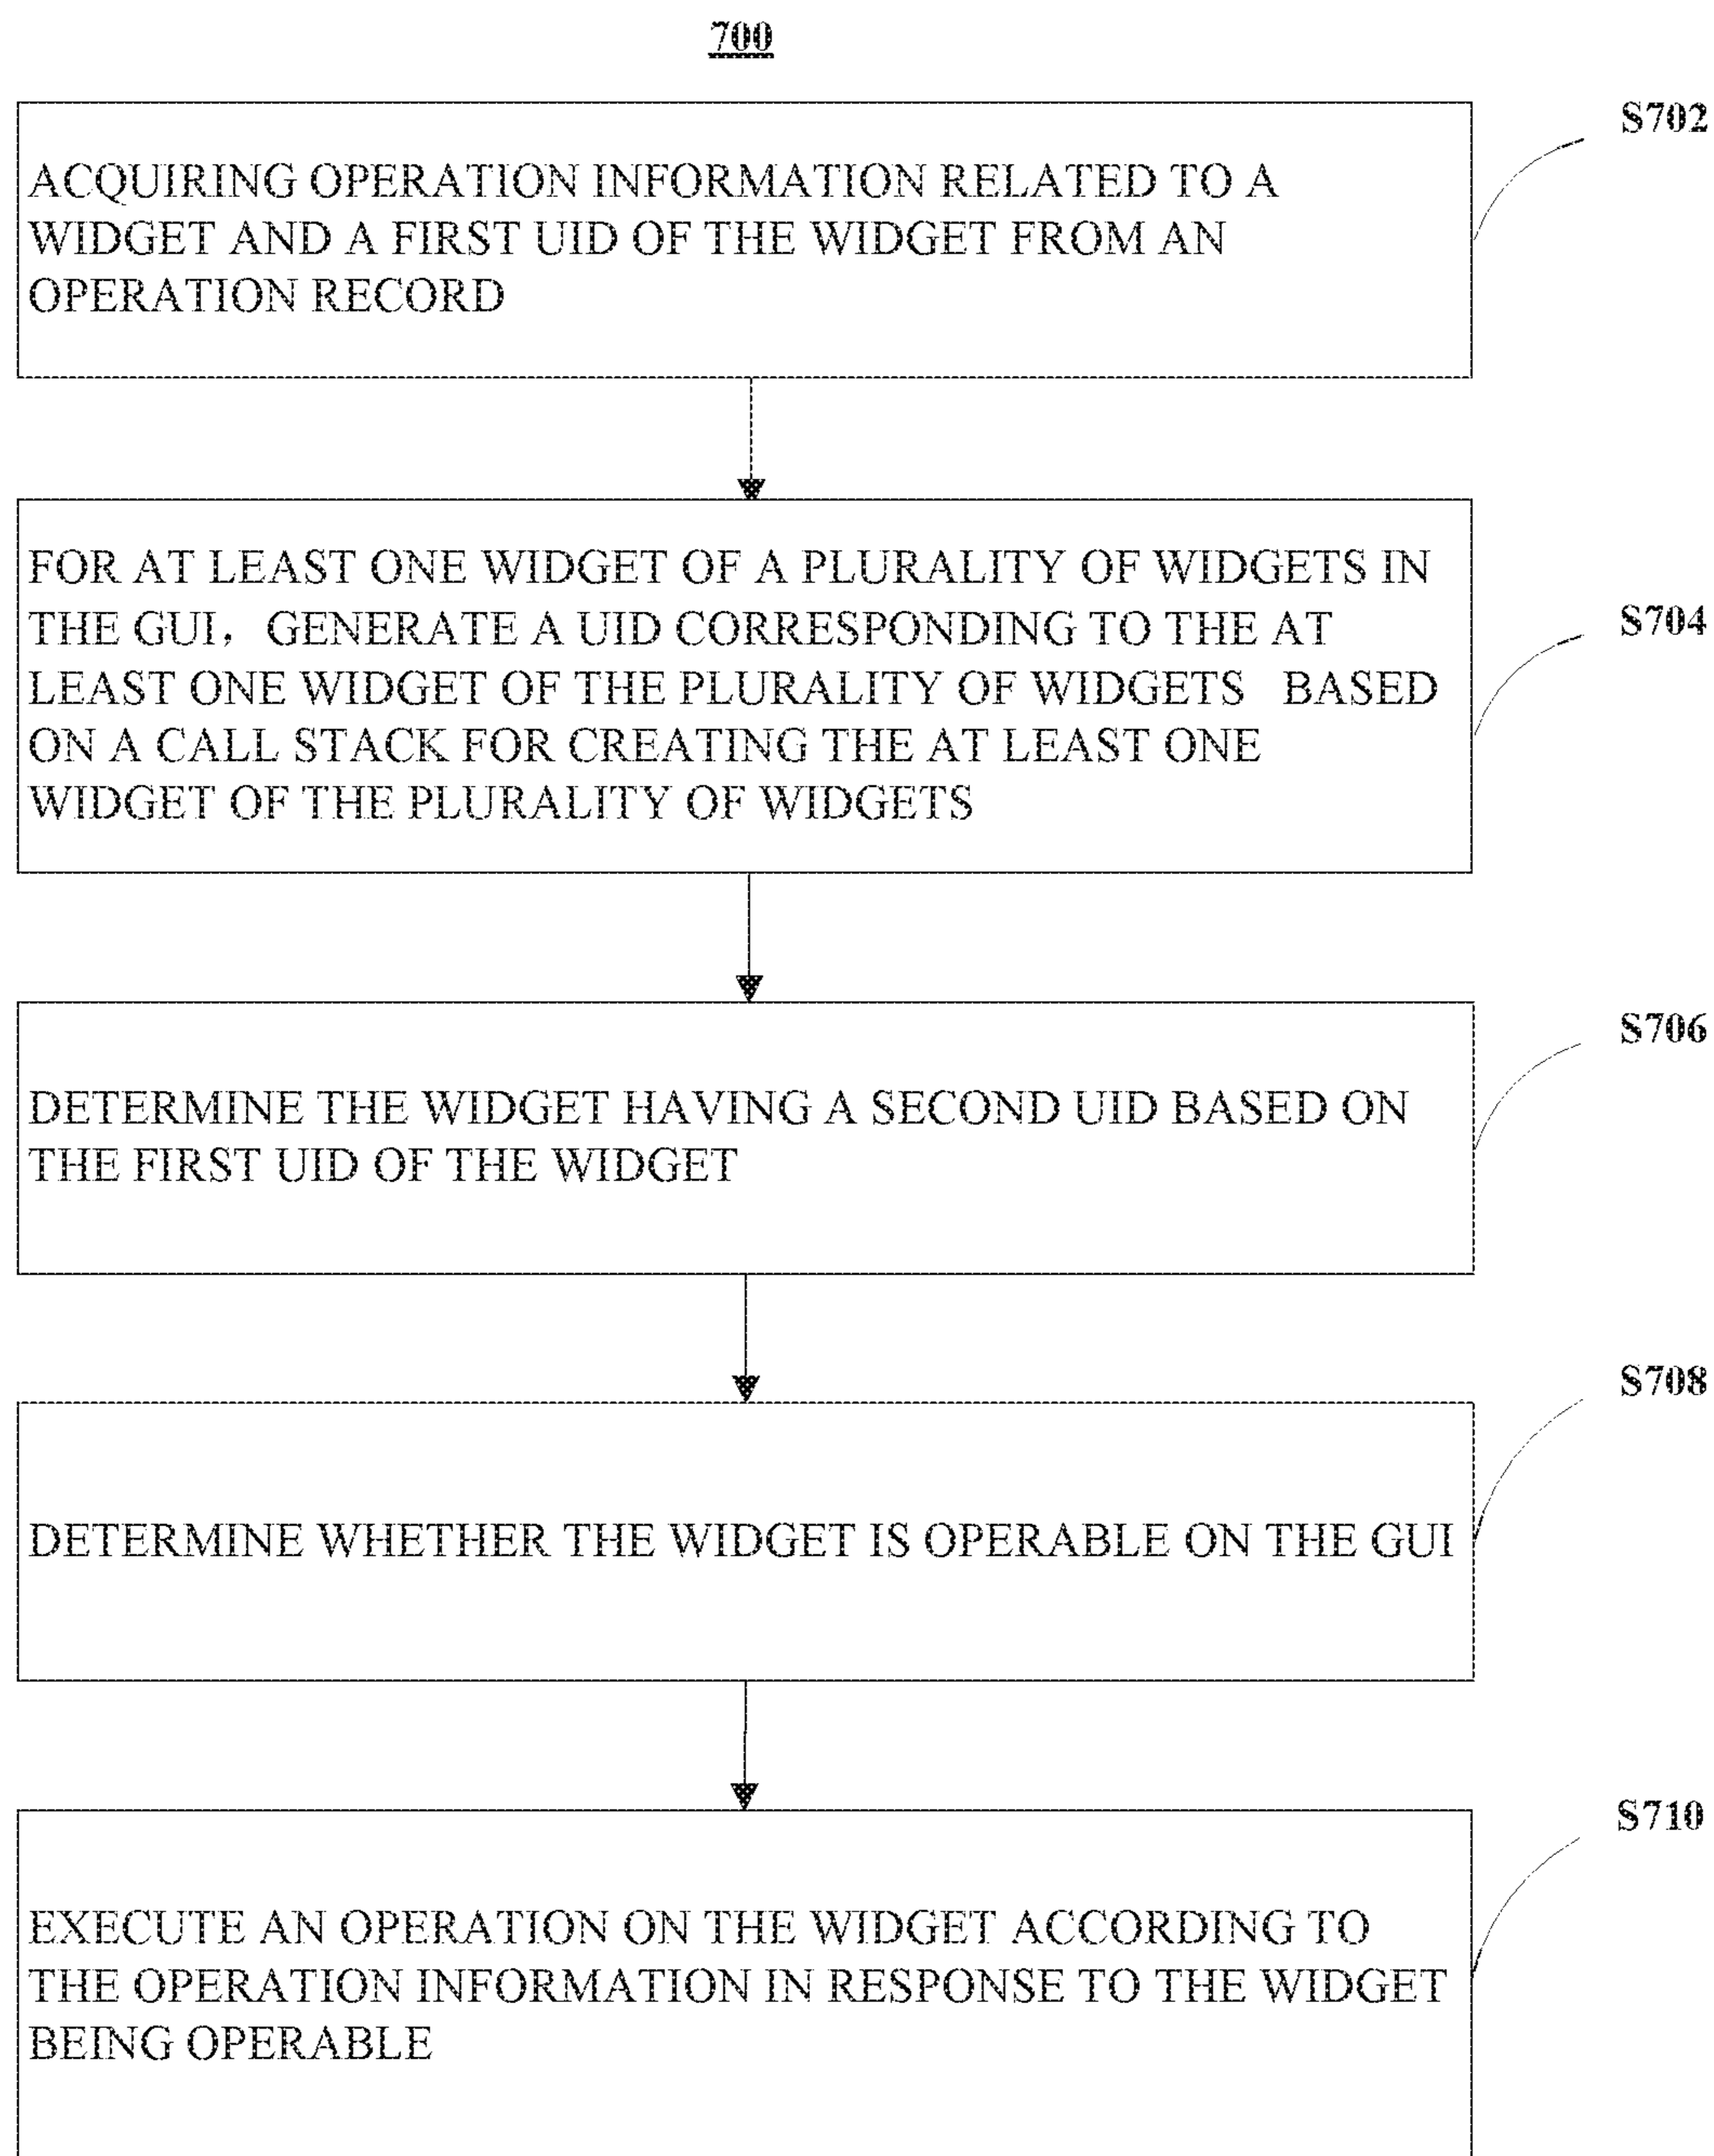 700
S702
ACQUIRING OPERATION INFORMATION RELATED TO A
WIDGET AND A FIRST UID OF THE WIDGET FROM AN
OPERATION RECORD
FOR AT LEAST ONE WIDGET OF A PLURALITY OF WIDGETS IN
THE GUI, GENERATE A UID CORRESPONDING TO THE AT
LEAST ONE WIDGET OF THE PLURALITY OF WIDGETS BASED
ON A CALL STACK FOR CREATING THE AT LEAST ONE
WIDGET OF THE PLURALITY OF WIDGETS
S704
S706
DETERMINE THE WIDGET HAVING A SECOND UID BASED ON
THE FIRST UID OF THE WIDGET
S708
DETERMINE WHETHER THE WIDGET IS OPERABLE ON THE GUI
S710
EXECUTE AN OPERATION ON THE WIDGET ACCORDING TO
THE OPERATION INFORMATION IN RESPONSE TO THE WIDGET
BEING OPERABLE